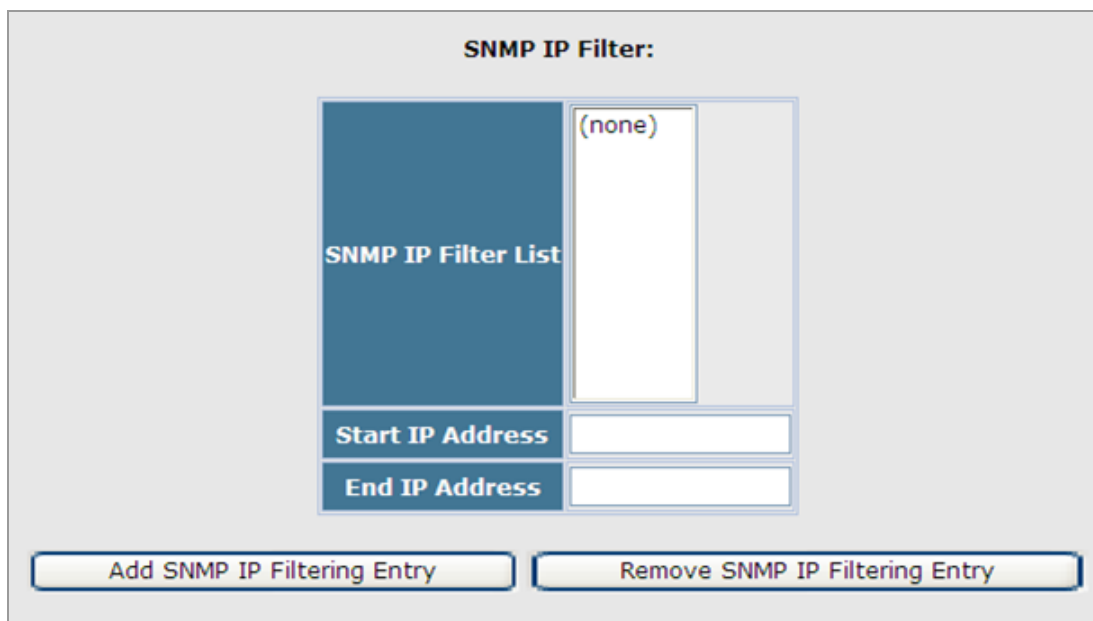 SNMP IP Filter:
SNMP IP Filter List
(none)
Start IP Address
End IP Address
Add SNMP IP Filtering Entry
Remove SNMP IP Filtering Entry